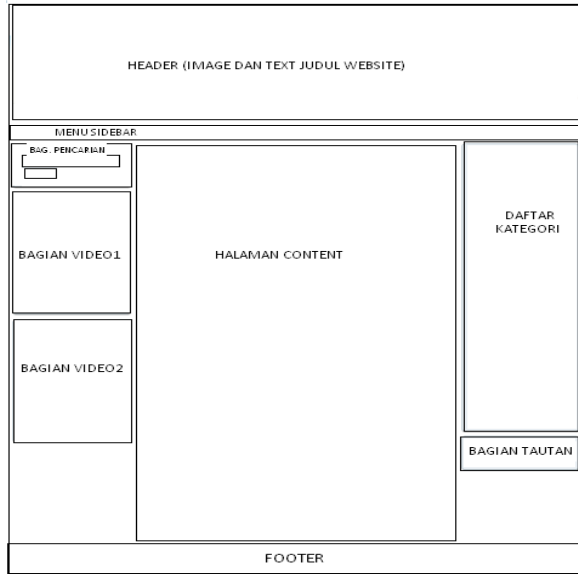 HEADER (IMAGE DAN TEXT JUDUL WEBSITE)
MENU SIDEBAR
BAG. PENCARIAN
BAGIAN VIDEO1
BAGIAN VIDEO2
HALAMAN CONTENT
DAFTAR
KATEGORI
BAGIAN TAUTAN
FOOTER